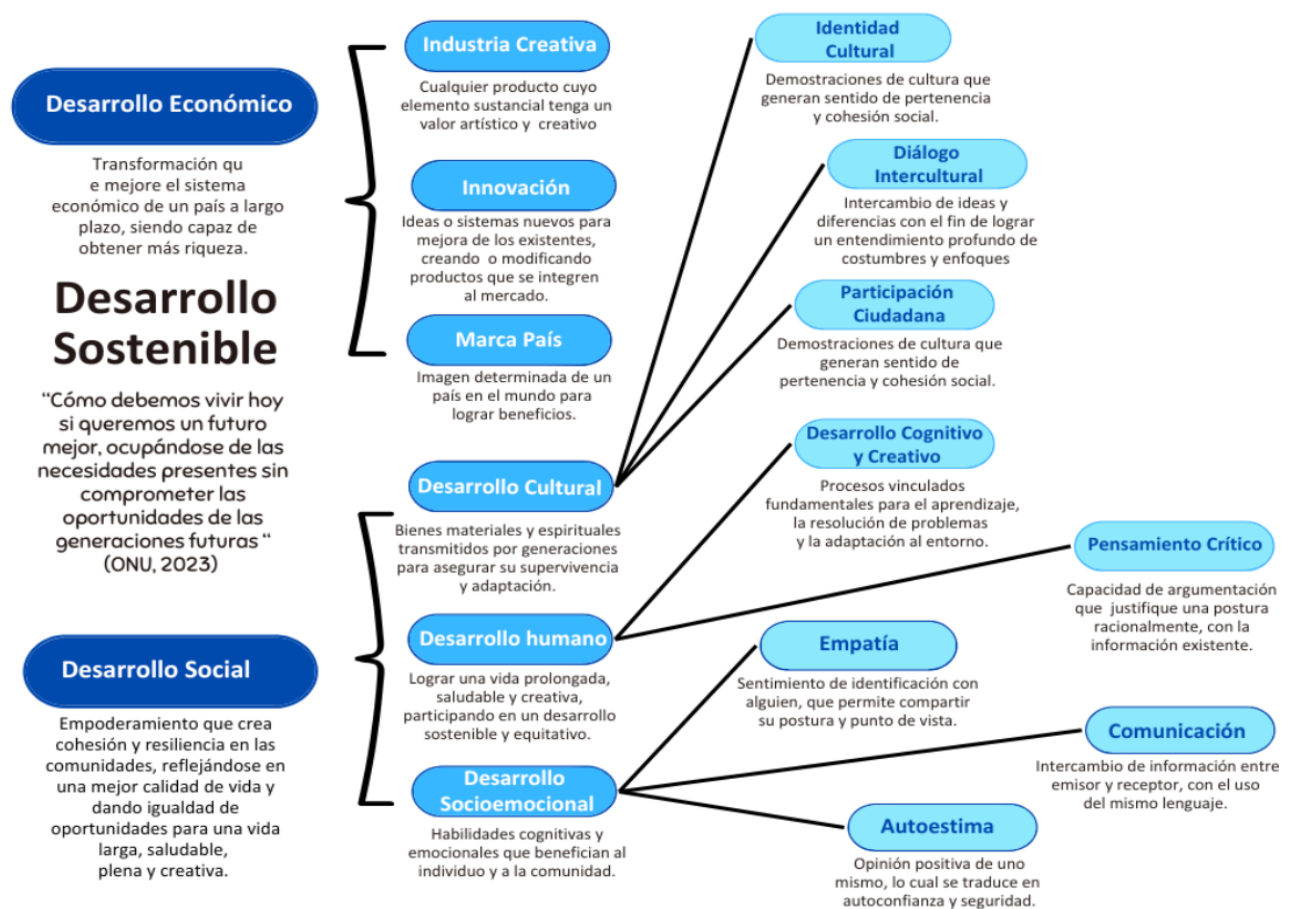 Desarrollo Económico
Transformación qu
e mejore el sistema
económico de un país a largo
plazo, siendo capaz de
obtener más riqueza.
Desarrollo
Sostenible
“Cómo debemos vivir hoy
si queremos un futuro
mejor, ocupándose de las
necesidades presentes sin
comprometer las
oportunidades de las
generaciones futuras “
(ONU, 2023)
Desarrollo Social
Empoderamiento que crea
cohesión y resiliencia en las
comunidades, reflejándose en
una mejor calidad de vida y
dando igualdad de
oportunidades para una vida
larga, saludable,
plena y creativa.
Industria Creativa
Cualquier producto cuyo
elemento sustancial tenga un
valor artístico y creativo
Innovación
Ideas o sistemas nuevos para
mejora de los existentes,
creando o modificando
productos que se integren
al mercado.
Marca País
Imagen determinada de un
país en el mundo para
lograr beneficios.
Desarrollo Cultural
Bienes materiales y espirituales
transmitidos por generaciones
para asegurar su supervivencia
y adaptación.
Desarrollo humano
Lograr una vida prolongada,
saludable y creativa,
participando en un desarrollo
sostenible y equitativo.
Desarrollo
Socioemocional
Habilidades cognitivas y
emocionales que benefician al
individuo y a la comunidad.
Identidad
Cultural
Demostraciones de cultura que
generan sentido de pertenencia
y cohesión social.
Diálogo
Intercultural
Intercambio de ideas y
diferencias con el fin de lograr
un entendimiento profundo de
costumbres y enfoques
Participación
Ciudadana
Demostraciones de cultura que
generan sentido de
pertenencia y cohesión social.
Desarrollo Cognitivo
y Creativo
Procesos vinculados
fundamentales para el aprendizaje,
la resolución de problemas
y la adaptación al entorno.
Pensamiento Crítico
Capacidad de argumentación
que justifique una postura
racionalmente, con la
información existente.
Empatía
Sentimiento de identificación con
alguien, que permite compartir
su postura y punto de vista.
Comunicación
Intercambio de información entre
emisor y receptor, con el uso
del mismo lenguaje.
Autoestima
Opinión positiva de uno
mismo, lo cual se traduce en
autoconfianza y seguridad.